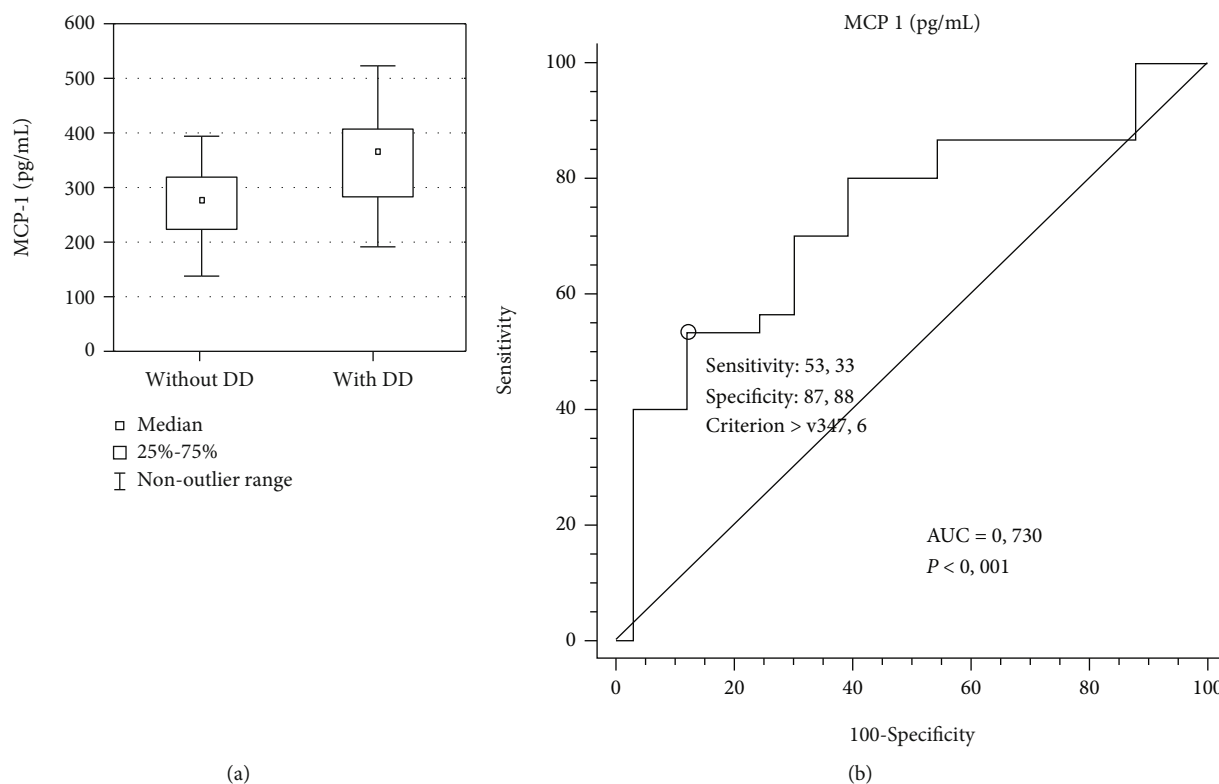 600
500
400
300
200
100
0
MCP-1 (pg/mL)
Without DD
With DD
Median
25%-75%
Non-outlier range
(a)
MCP 1 (pg/mL)
100
80
60
40
20
0
Sensitivity
Sensitivity: 53, 33
Specificity: 87, 88
Criterion > v347, 6
AUC = 0, 730
P < 0, 001
0 20 40 60 80 100
100-Specificity
(b)